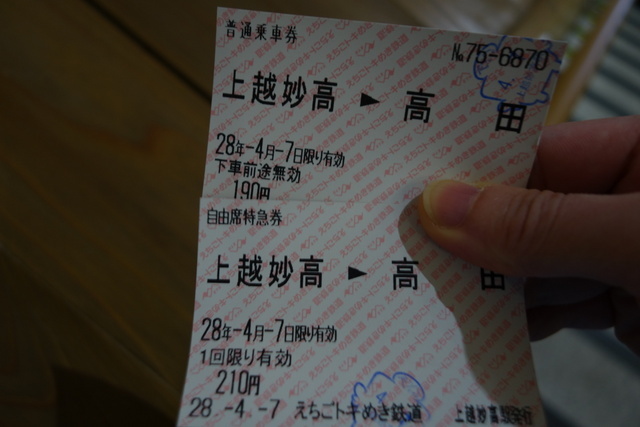 普通乗車券
№75-6870
上越妙高 ► 高 田
28年-4月-7日限り有効
下車前途無効
190円
自由席特急券
上越妙高 ► 高 田
28年-4月-7日限り有効
1回限り有効
210円
28.-4.-7 えちごトキめき鉄道 上越妙高駅発行